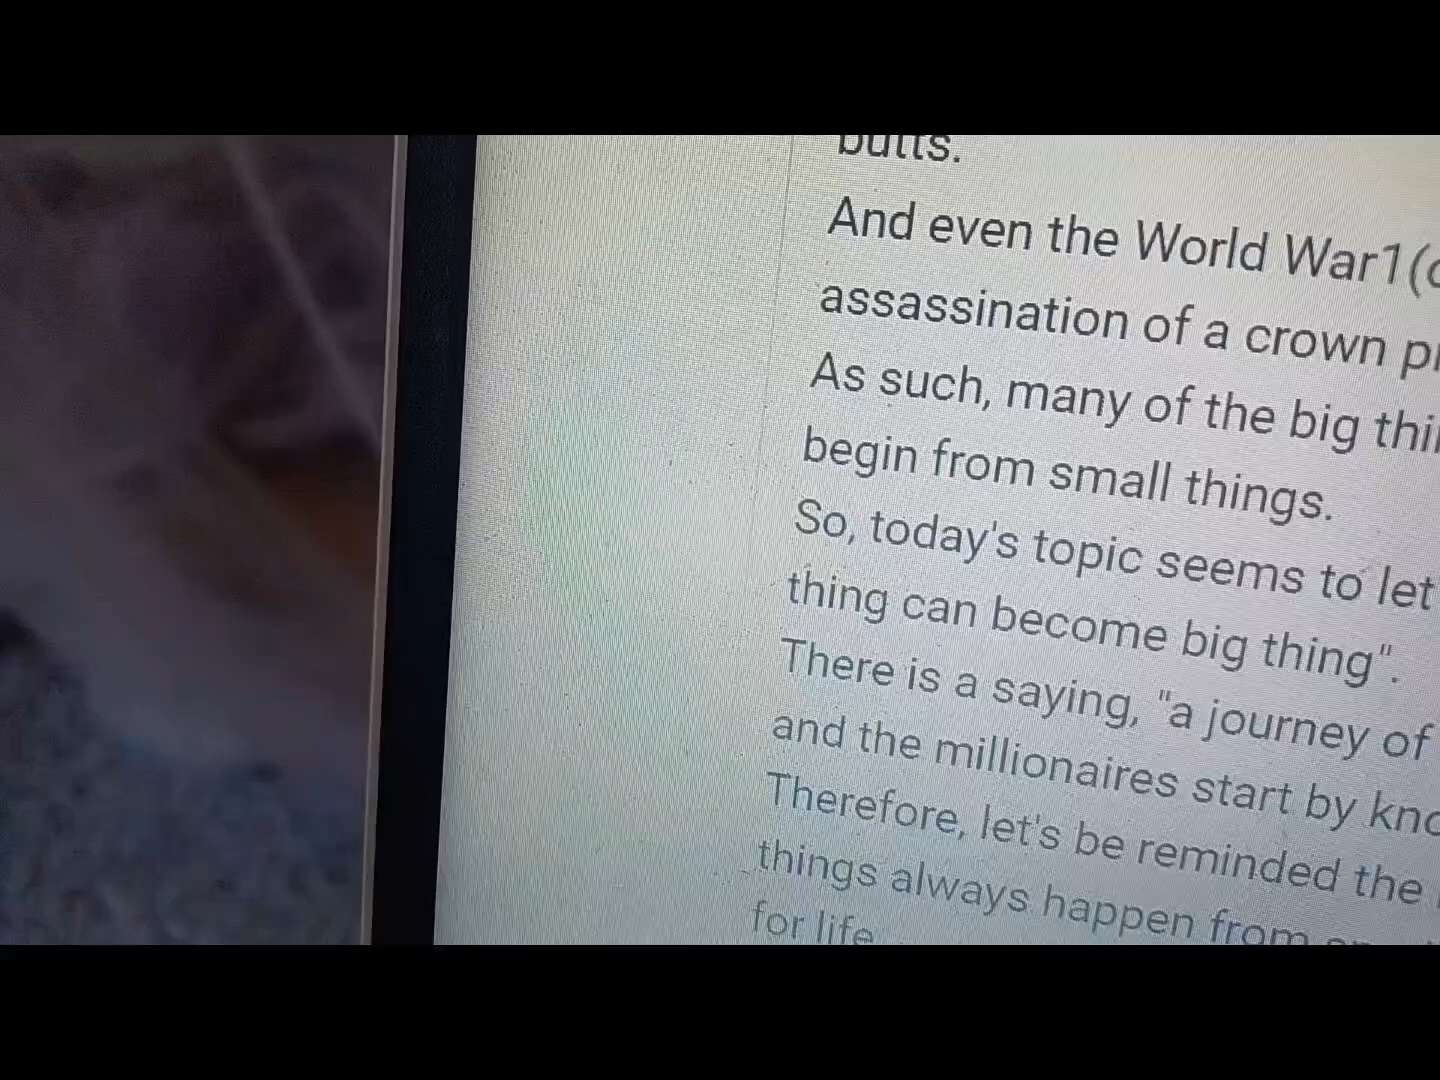 butts.
And even the World War1(
assassination of a crown
As such, many of the big
begin from small things.
So, today's topic seems to let
thing can become big thing".
There is a saying, "a journey of
and the millionaires start by
Therefore, let's be reminded the
things always happen from
for life